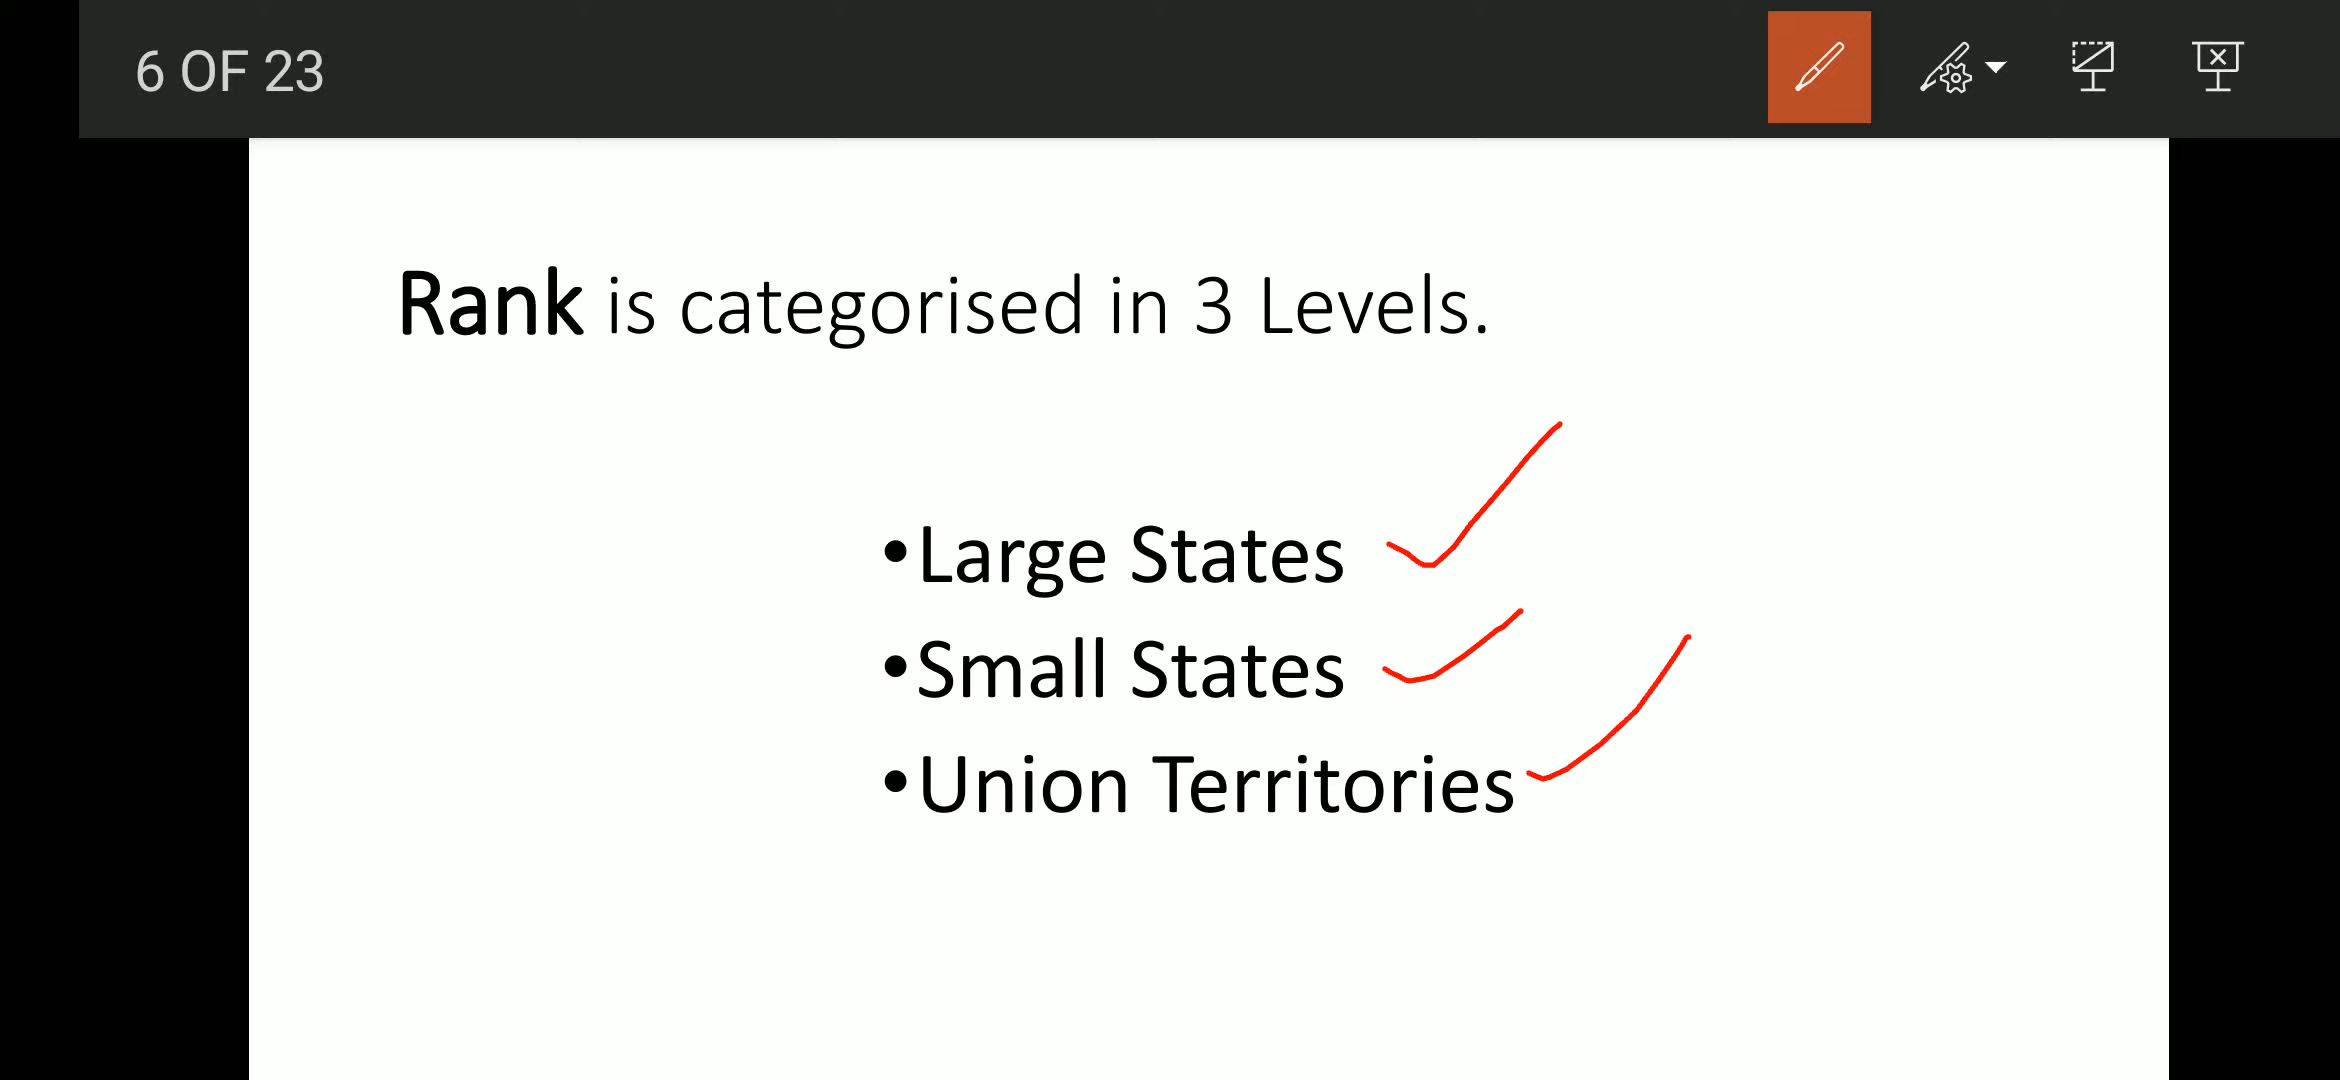 6 OF 23
Rank is categorised in 3 Levels.
•Large States
•Small States
•Union Territories